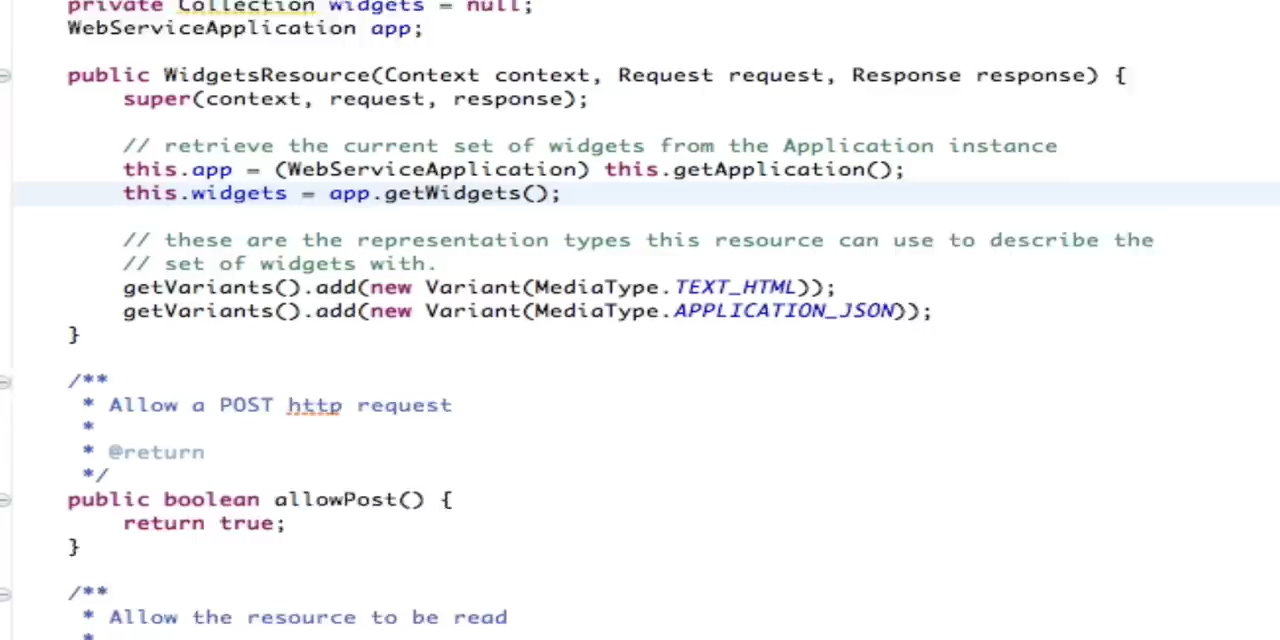 private Collection widgets = null;
WebServiceApplication app;
public WidgetsResource(Context context, Request request, Response response) {
super(context, request, response);
// retrieve the current set of widgets from the Application instance
this.app = (WebServiceApplication) this.getApplication();
this.widgets = app.getWidgets();
// these are the representation types this resource can use to describe the
// set of widgets with.
getVariants().add(new Variant(MediaType.TEXT_HTML));
getVariants().add(new Variant(MediaType.APPLICATION_JSON));
}
/**
* Allow a POST http request
*
* @return
*/
public boolean allowPost() {
return true;
}
/**
* Allow the resource to be read
*